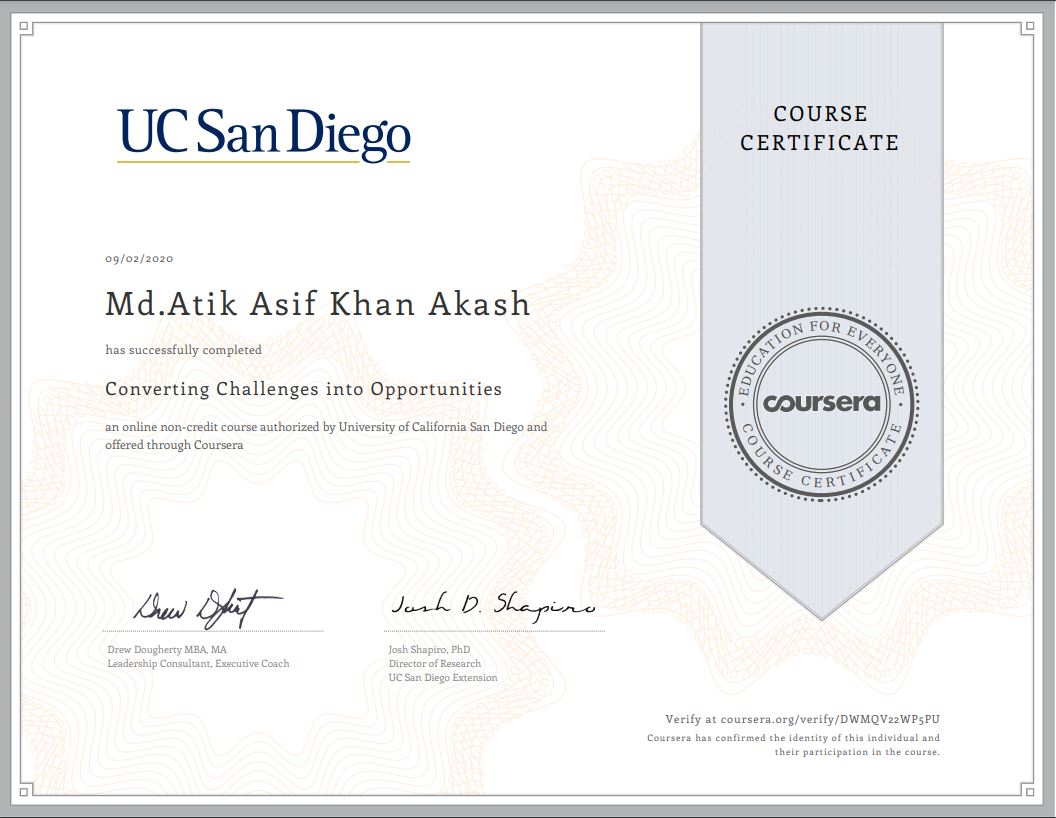 UC San Diego
COURSE
CERTIFICATE
09/02/2020
Md.Atik Asif Khan Akash
has successfully completed
Converting Challenges into Opportunities
an online non-credit course authorized by University of California San Diego and
offered through Coursera
EDUCATION FOR EVERYONE
coursera
COURSE CERTIFICATE
Josh D. Shapiro
Drew Dougherty MBA, MA
Leadership Consultant, Executive Coach
Josh Shapiro, PhD
Director of Research
UC San Diego Extension
Verify at coursera.org/verify/DWMQV22WP5PU
Coursera has confirmed the identity of this individual and
their participation in the course.